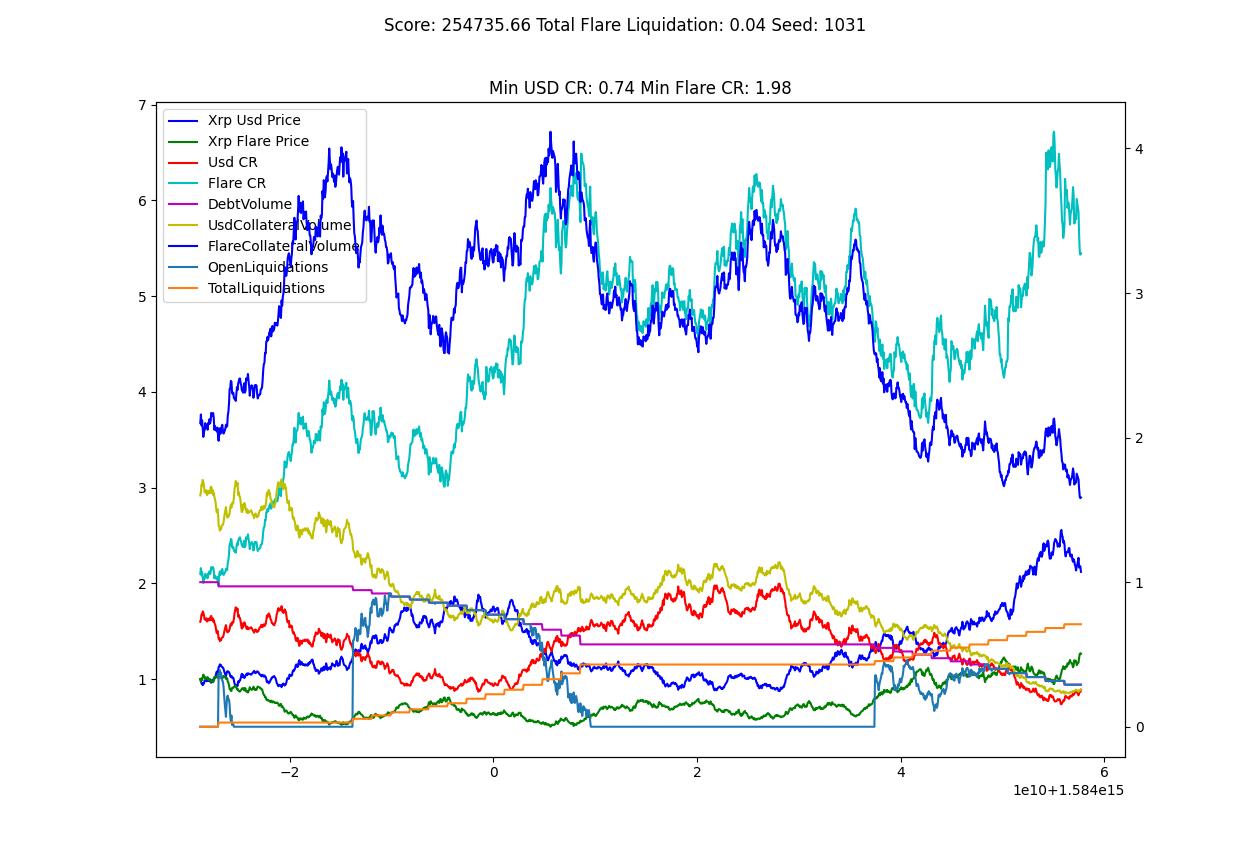 Score: 254735.66 Total Flare Liquidation: 0.04 Seed: 1031
Min USD CR: 0.74 Min Flare CR: 1.98
Xrp Usd Price
Xrp Flare Price
Usd CR
Flare CR
DebtVolume
UsdCollateralVolume
FlareCollateralVolume
OpenLiquidations
TotalLiquidations
7
6
5
4
3
2
1
4
3
2
1
0
−2
0
2
4
6
1e10+1.584e15